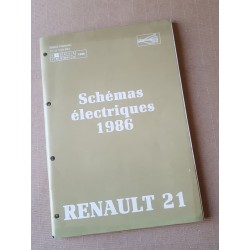 Schémas
électriques
1986
RENAULT 21